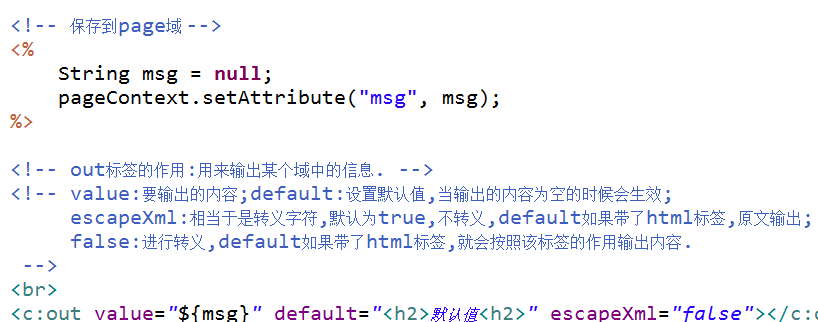 <!-- 保存到page域 -->
<%
    String msg = null;
    pageContext.setAttribute("msg", msg);
%>
<!-- out标签的作用:用来输出某个域中的信息. -->
<!-- value:要输出的内容;default:设置默认值,当输出的内容为空的时候会生效;
     escapeXml:相当于是转义字符,默认为true,不转义,default如果带了html标签,原文输出;
     false:进行转义,default如果带了html标签,就会按照该标签的作用输出内容.
 -->
<br>
<c:out value="${msg}" default="<h2>默认值<h2>" escapeXml="false"></c:o